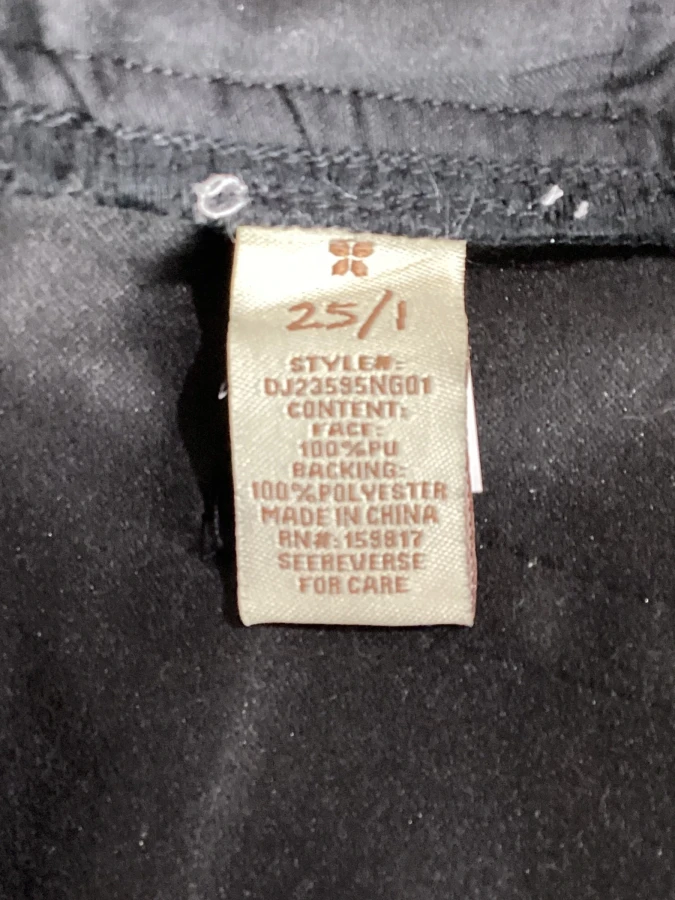 25/1
STYLE#:
DJ23595NG01
CONTENT:
FACE:
100%PU
BACKING:
100%POLYESTER
MADE IN CHINA
RN#:159817
SEEREVERSE
FOR CARE